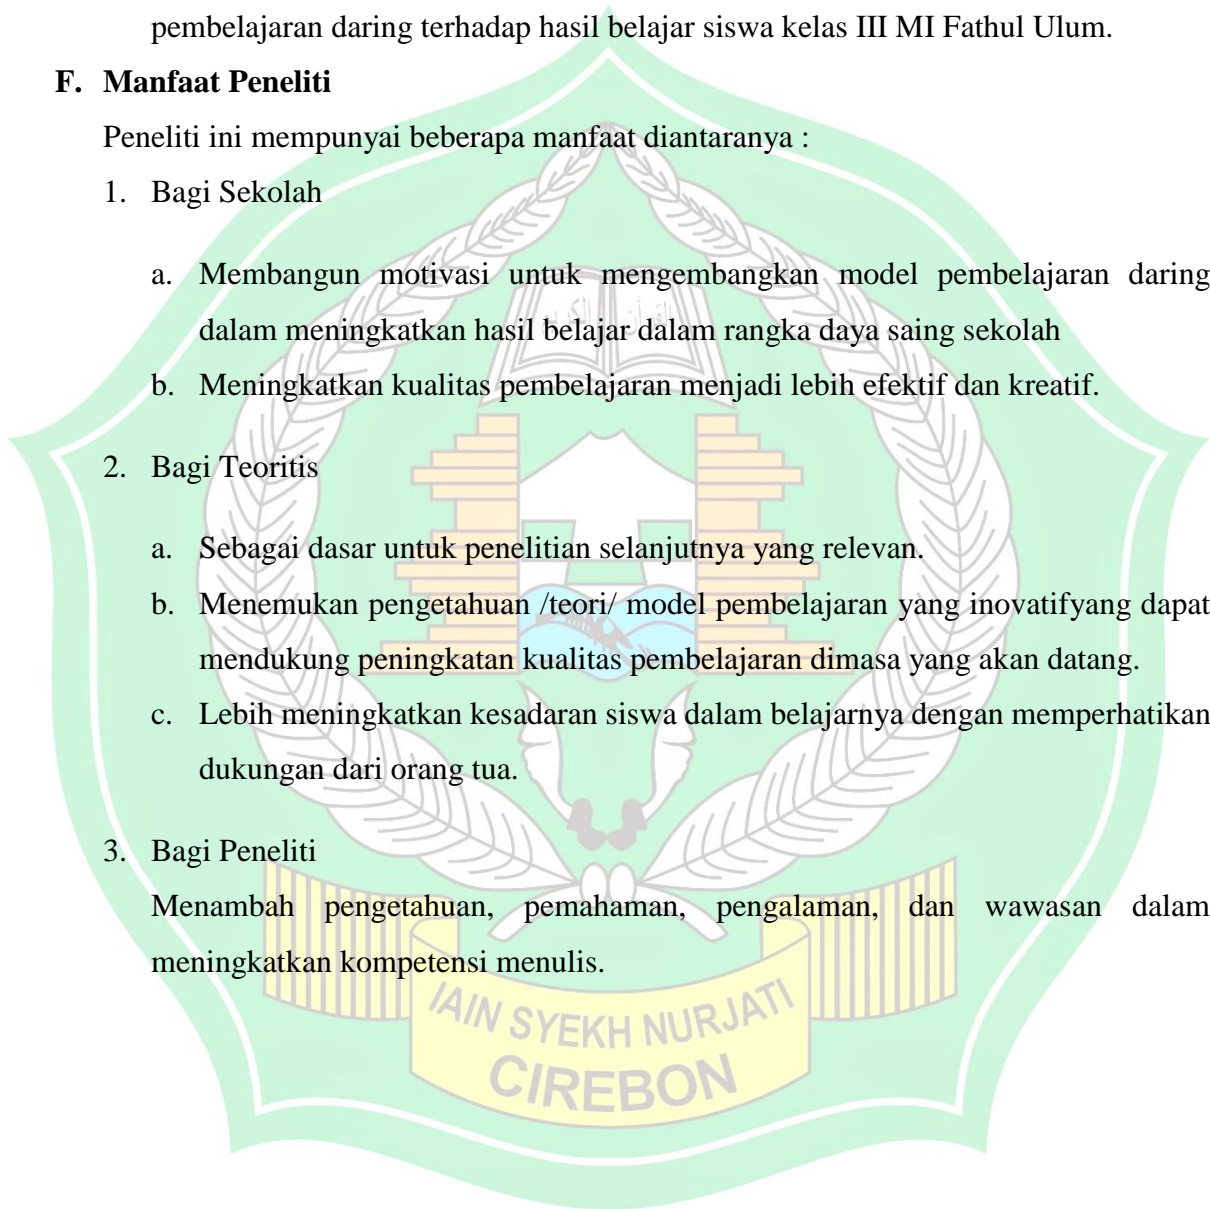 pembelajaran daring terhadap hasil belajar siswa kelas III MI Fathul Ulum.
F. Manfaat Peneliti
Peneliti ini mempunyai beberapa manfaat diantaranya :
1. Bagi Sekolah
a. Membangun motivasi untuk mengembangkan model pembelajaran daring
dalam meningkatkan hasil belajar dalam rangka daya saing sekolah
b. Meningkatkan kualitas pembelajaran menjadi lebih efektif dan kreatif.
2. Bagi Teoritis
a. Sebagai dasar untuk penelitian selanjutnya yang relevan.
b. Menemukan pengetahuan /teori/ model pembelajaran yang inovatifyang dapat
mendukung peningkatan kualitas pembelajaran dimasa yang akan datang.
c. Lebih meningkatkan kesadaran siswa dalam belajarnya dengan memperhatikan
dukungan dari orang tua.
3. Bagi Peneliti
Menambah pengetahuan, pemahaman, pengalaman, dan wawasan dalam
meningkatkan kompetensi menulis.
IAIN SYEKH NURJATI
CIREBON